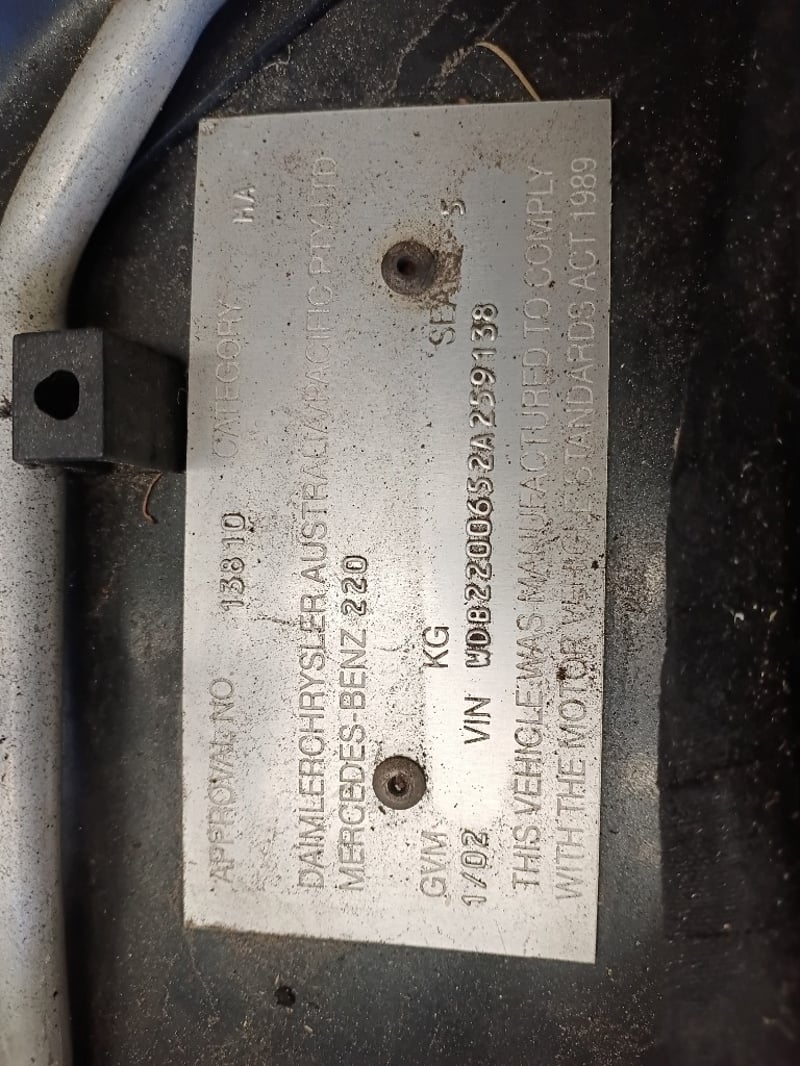 APPROVAL NO. 13810 CATEGORY MA
DAIMLERCHRYSLER AUSTRALIA/PACIFIC PTY. LTD
MERCEDES-BENZ 220
GVM KG SEA 5
1/02 VIN WDB2200652A259138
THIS VEHICLE WAS MANUFACTURED TO COMPLY
WITH THE MOTOR VEHICLE STANDARDS ACT 1989